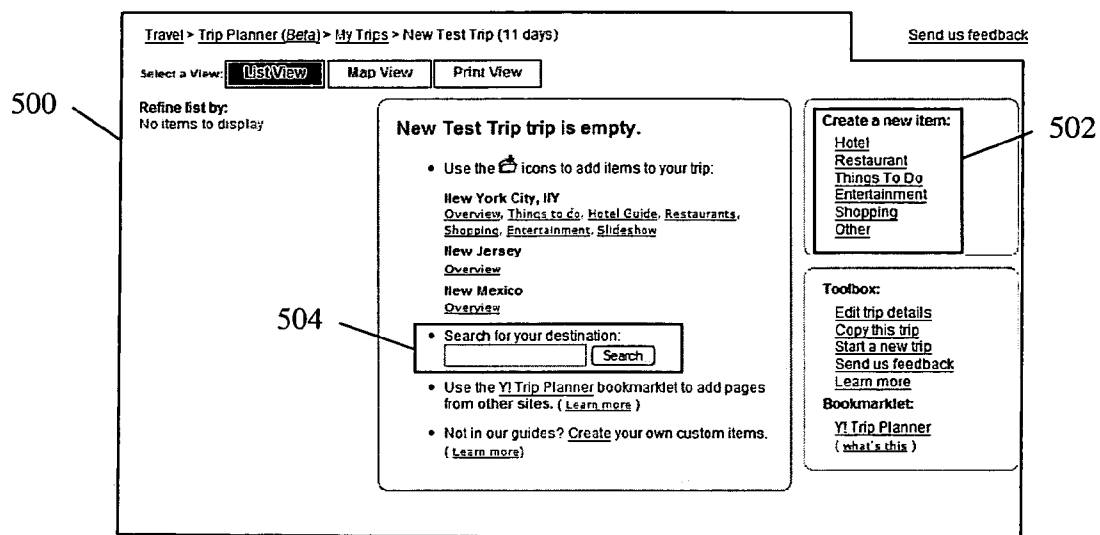 Travel > Trip Planner (Beta) > My Trips > New Test Trip (11 days)
Send us feedback
Select a View: List View Map View Print View
500
Refine list by:
No items to display
New Test Trip trip is empty.
• Use the icons to add items to your trip:
New York City, NY
Overview, Things to do, Hotel Guide, Restaurants,
Shopping, Entertainment, Slideshow
New Jersey
Overview
New Mexico
Overview
504
• Search for your destination:
Search
• Use the Y! Trip Planner bookmarklet to add pages
from other sites. ( Learn more )
• Not in our guides? Create your own custom items.
( Learn more)
Create a new item:
502
Hotel
Restaurant
Things To Do
Entertainment
Shopping
Other
Toolbox:
Edit trip details
Copy this trip
Start a new trip
Send us feedback
Learn more
Bookmarklet:
Y! Trip Planner
( what's this )